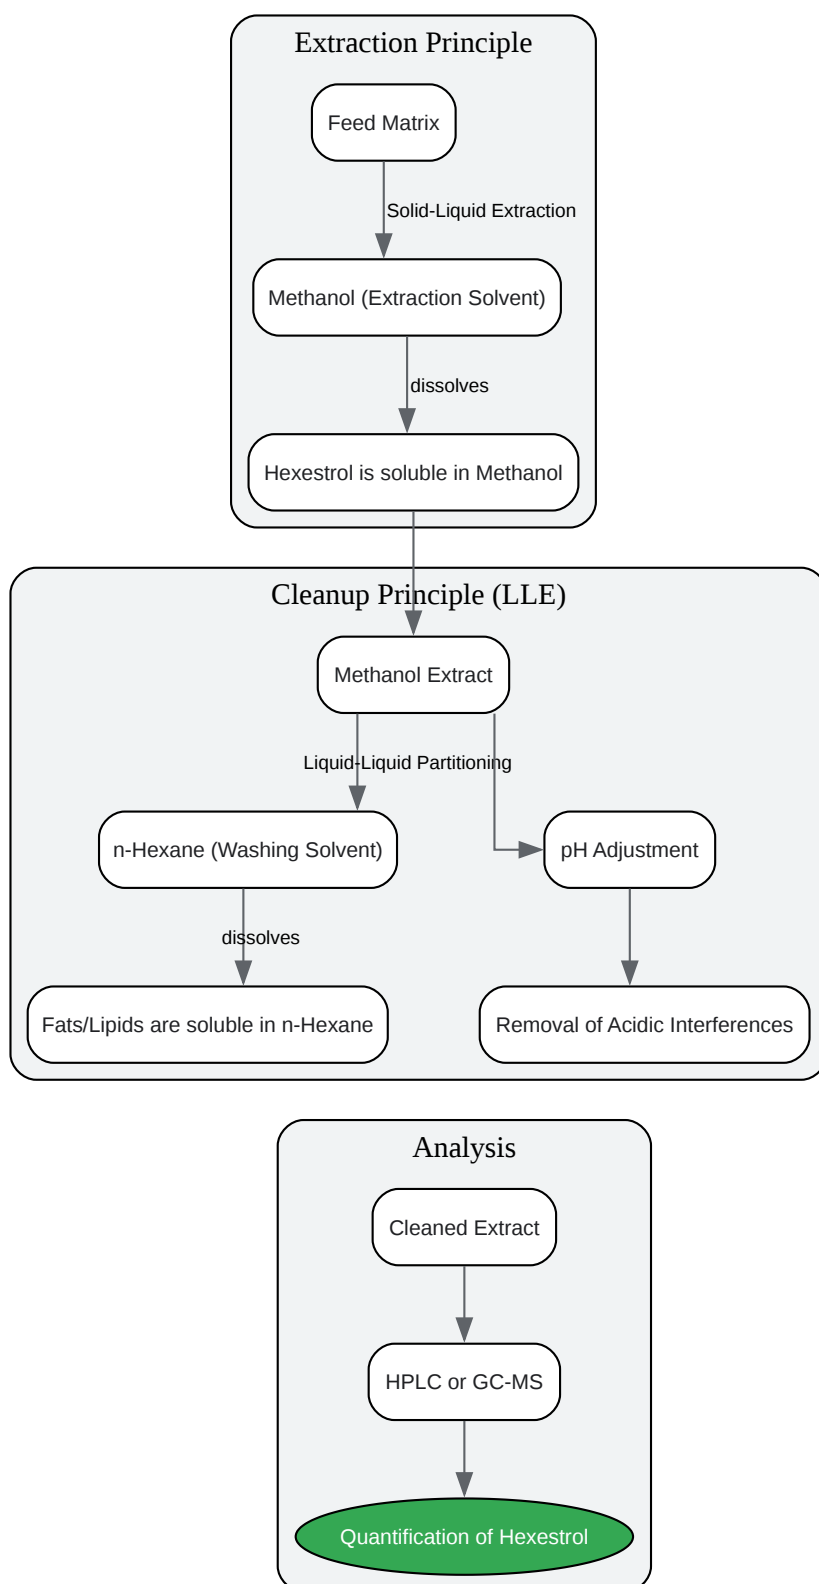 Extraction Principle
Feed Matrix
Solid-Liquid Extraction
Methanol (Extraction Solvent)
dissolves
Hexestrol is soluble in Methanol
Cleanup Principle (LLE)
Methanol Extract
Liquid-Liquid Partitioning
n-Hexane (Washing Solvent)
pH Adjustment
dissolves
Fats/Lipids are soluble in n-Hexane
Removal of Acidic Interferences
Analysis
Cleaned Extract
HPLC or GC-MS
Quantification of Hexestrol